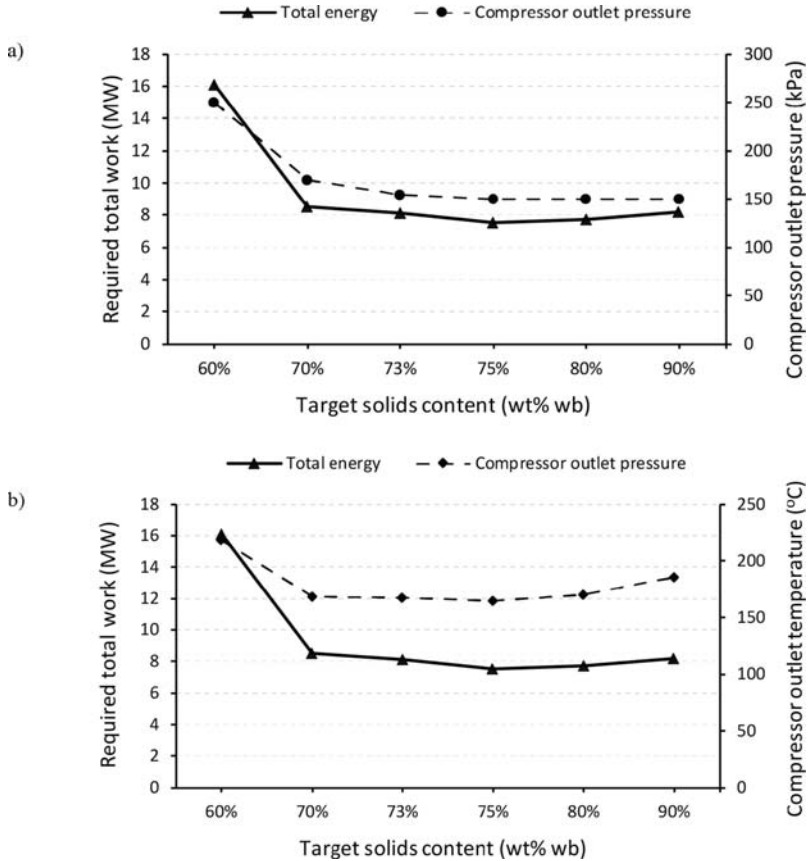 Total energy Compressor outlet pressure
a)
18 300
16 250
14
12 200
10 150
8
6 100
4 50
2
0 0
60% 70% 73% 75% 80% 90%
Required total work (MW)
Compressor outlet pressure (kPa)
Target solids content (wt% wb)
Total energy Compressor outlet pressure
b)
18 250
16
14 200
12
10 150
8
6 100
4 50
2
0 0
60% 70% 73% 75% 80% 90%
Required total work (MW)
Compressor outlet temperature (ºC)
Target solids content (wt% wb)